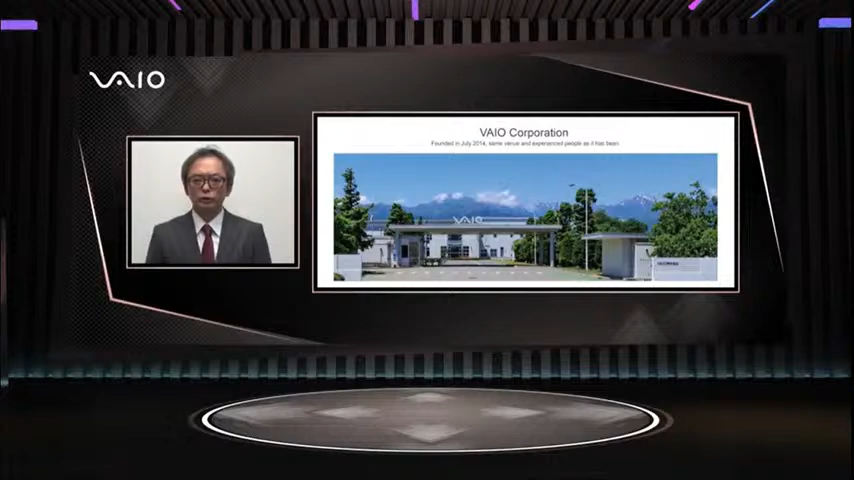 VAIO
VAIO Corporation
Founded in July 2014, same venue and experienced people as it has been.
VAIO